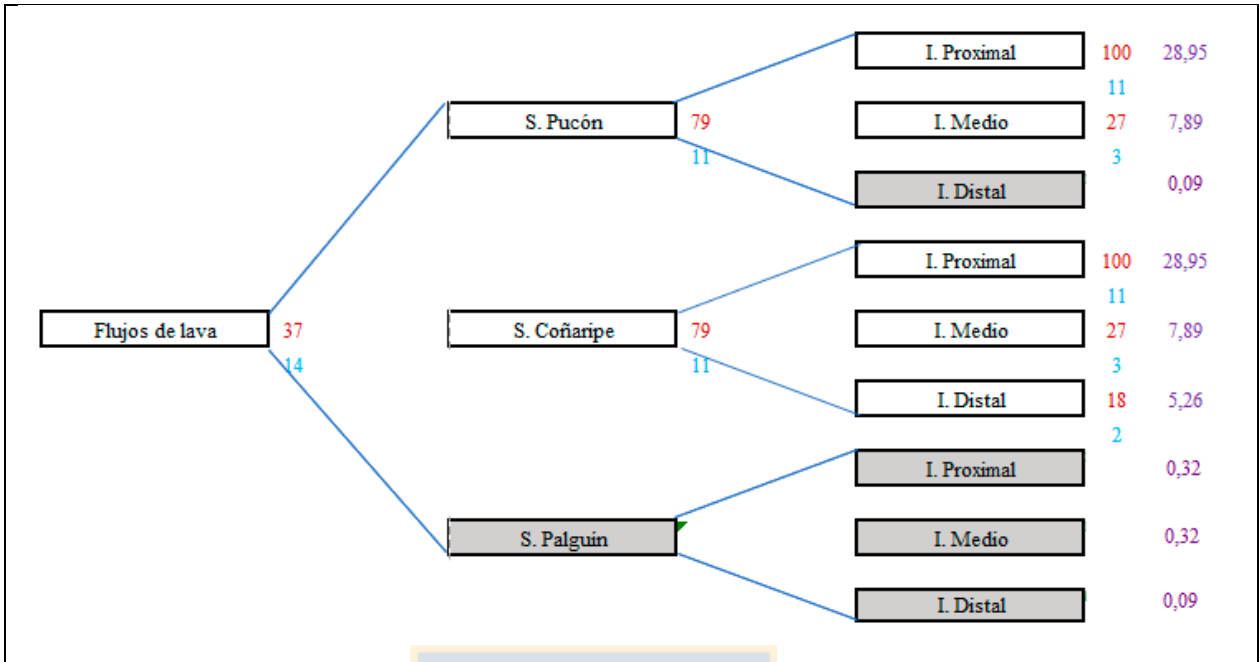 I. Proximal 100 28,95
11
S. Pucón 79 I. Medio 27 7,89
11 3
I. Distal 0,09
I. Proximal 100 28,95
11
Flujos de lava 37 S. Coñaripe 79 I. Medio 27 7,89
14 11 3
I. Distal 18 5,26
2
I. Proximal 0,32
S. Palguín I. Medio 0,32
I. Distal 0,09